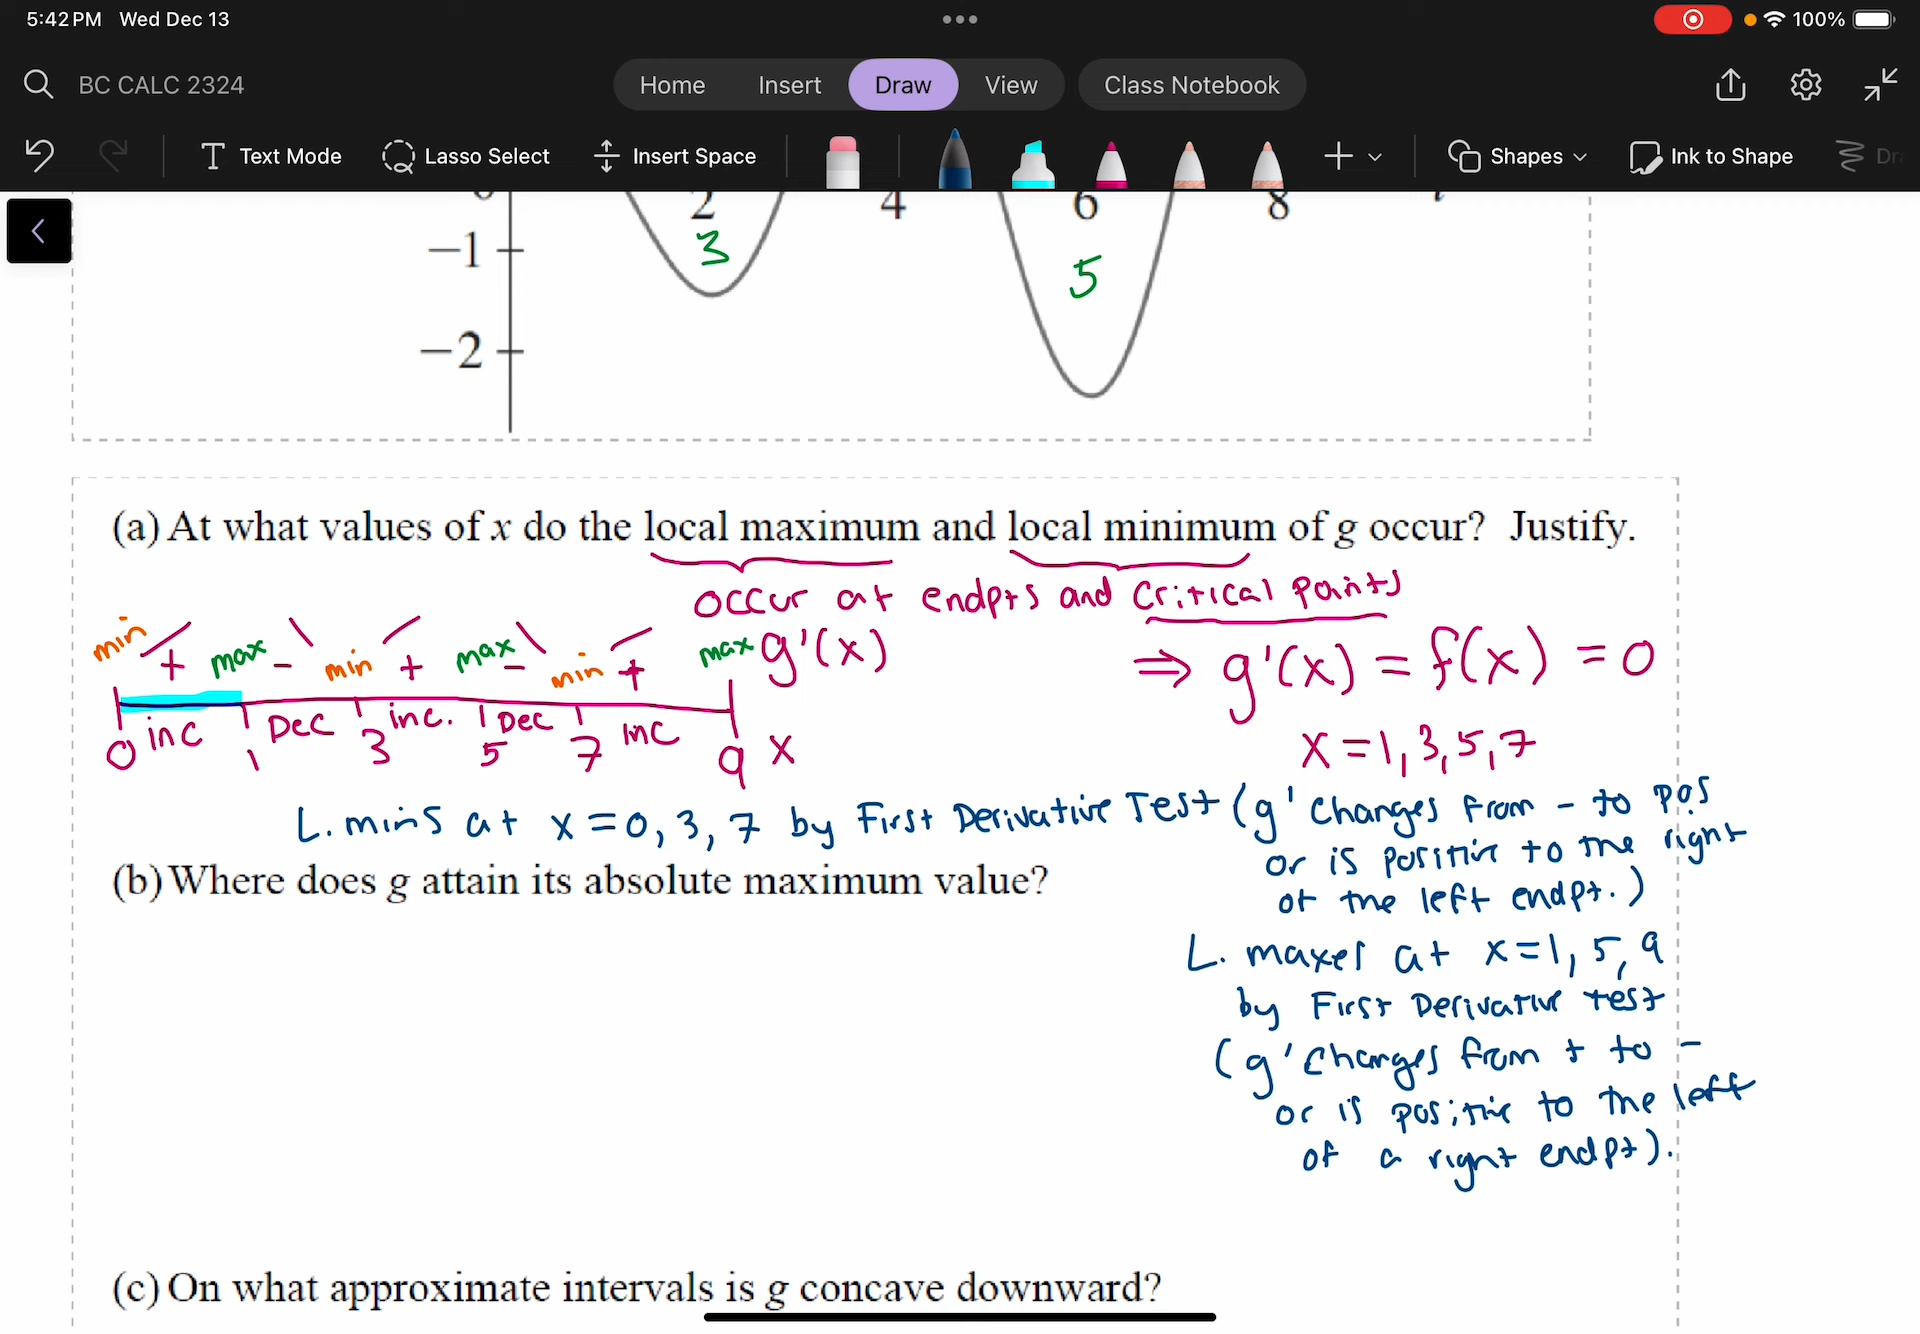 5:42 PM Wed Dec 13
100%
BC CALC 2324
Home Insert Draw View Class Notebook
Text Mode Lasso Select Insert Space Shapes Ink to Shape Dr
0 2 4 6 8 t
−1 3 5
−2
(a) At what values of x do the local maximum and local minimum of g occur? Justify.
occur at endpts and critical points
min + max - min + max - min + max g'(x)
⇒ g'(x) = f(x) = 0
inc Dec inc. Dec inc
0 1 3 5 7 9 x
x = 1, 3, 5, 7
L. mins at x = 0, 3, 7 by First Derivative Test (g' changes from - to pos
or is positive to the right
of the left endpt.)
(b) Where does g attain its absolute maximum value?
L. maxes at x = 1, 5, 9
by First Derivative test
(g' changes from + to -
or is positive to the left
of a right endpt).
(c) On what approximate intervals is g concave downward?